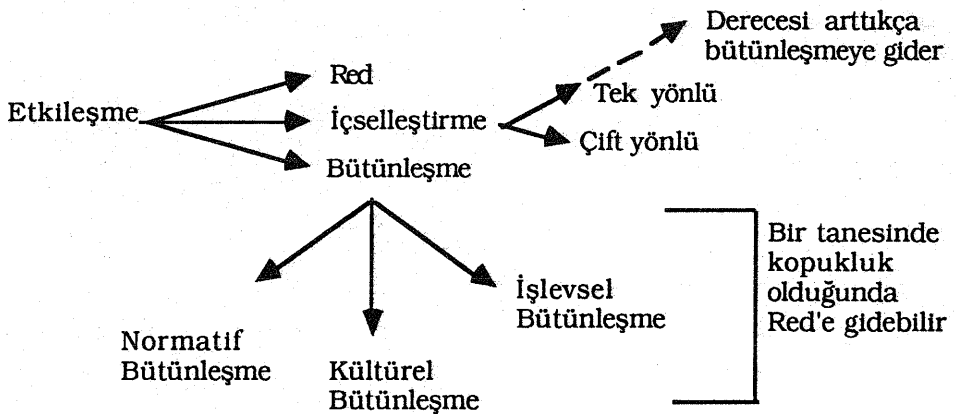 Derecesi arttıkça
bütünleşmeye gider
Red
Tek yönlü
Etkileşme
İçselleştirme
Çift yönlü
Bütünleşme
Bir tanesinde
kopukluk
olduğunda
Red'e gidebilir
İşlevsel
Bütünleşme
Normatif
Bütünleşme
Kültürel
Bütünleşme